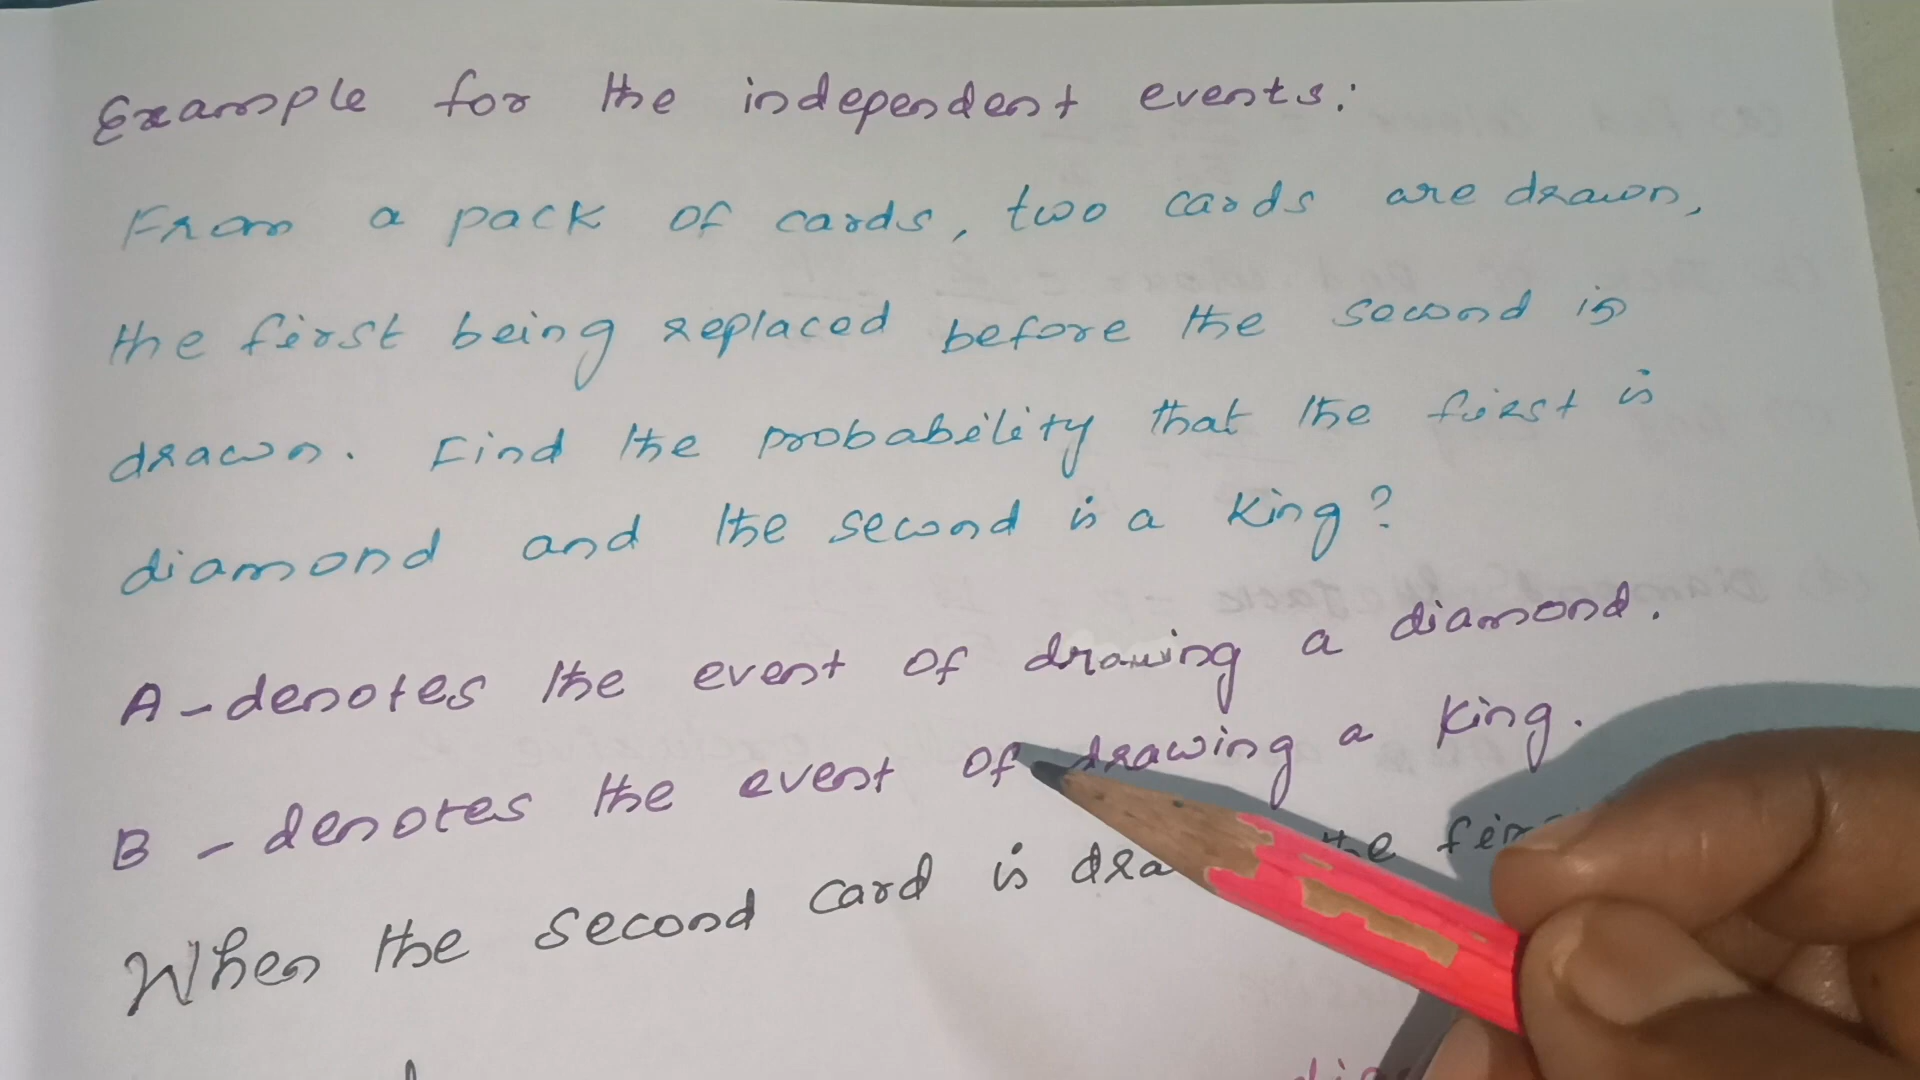 Example for the independent events:
From a pack of cards, two cards are drawn,
the first being replaced before the second is
drawn. Find the probability that the first is
diamond and the second is a king?
A - denotes the event of drawing a diamond.
B - denotes the event of drawing a king.
When the second card is the